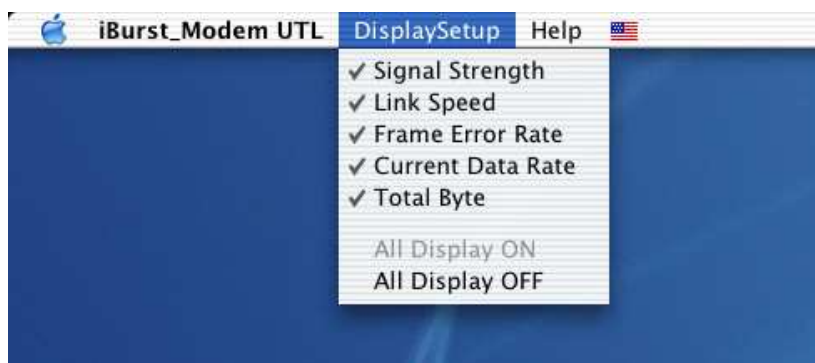 iBurst_Modem UTL DisplaySetup Help
✓ Signal Strength
✓ Link Speed
✓ Frame Error Rate
✓ Current Data Rate
✓ Total Byte
All Display ON
All Display OFF